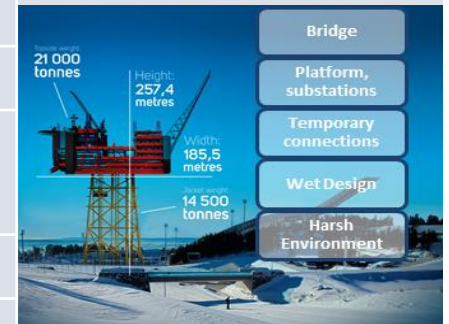 Topside weight:
21 000
tonnes
Height:
257,4
metres
Width:
185,5
metres
Jacket weight:
14 500
tonnes
Bridge
Platform,
substations
Temporary
connections
Wet Design
Harsh
Environment